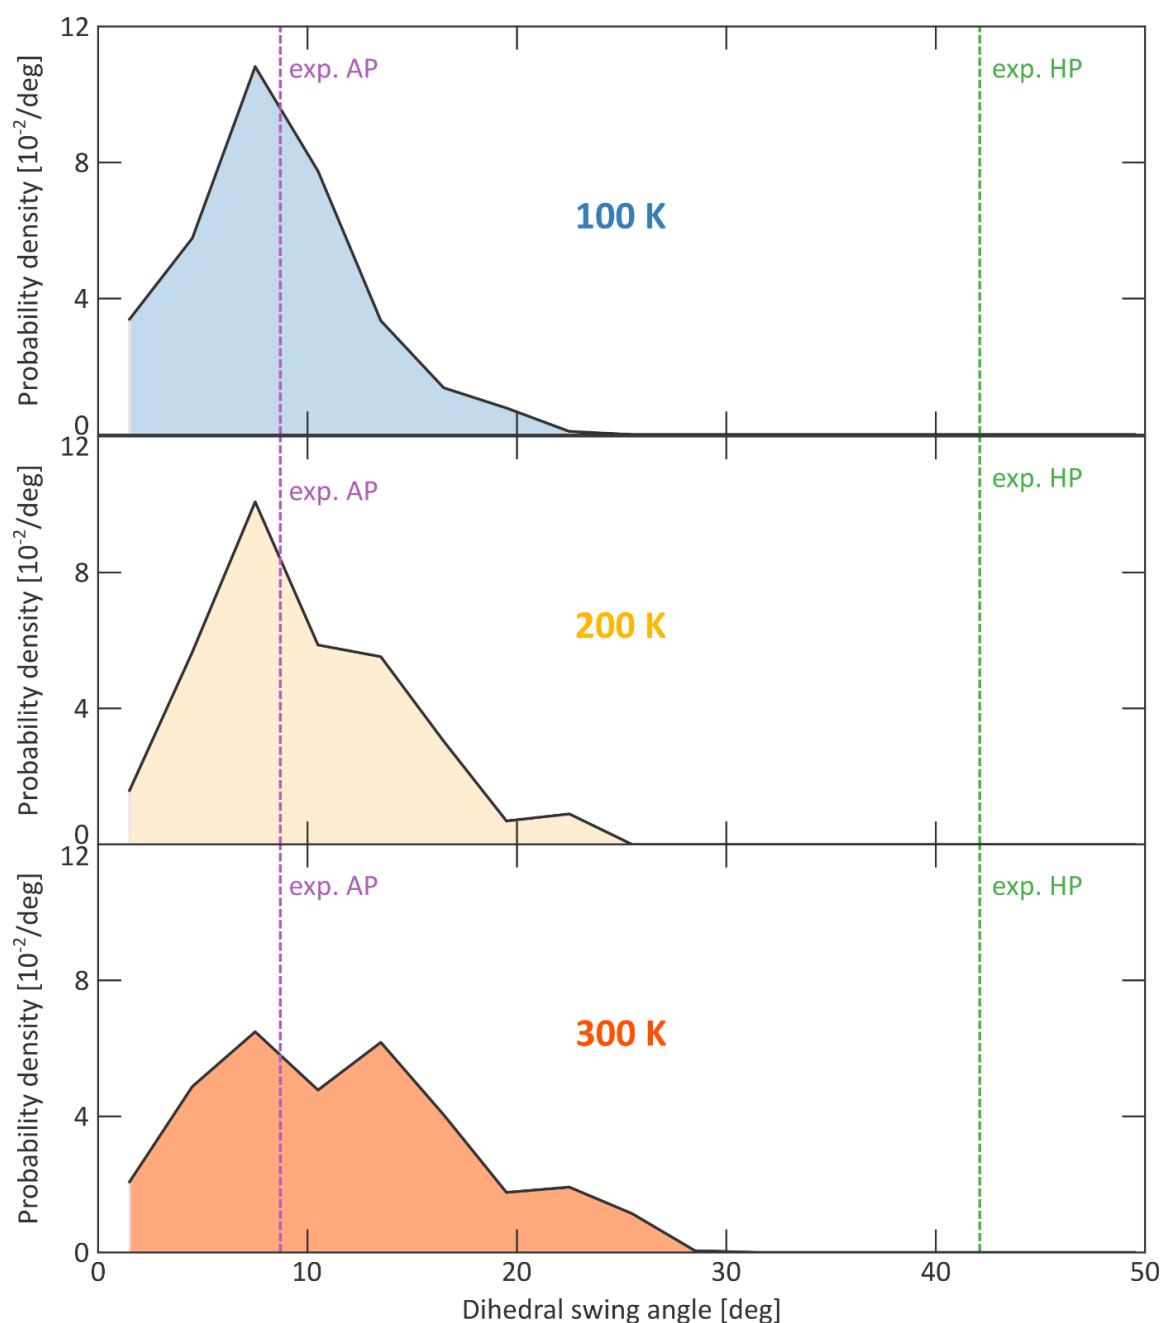 12
exp. AP
exp. HP
8
100 K
4
0
Probability density [10⁻²/deg]
12
exp. AP
exp. HP
8
200 K
4
0
Probability density [10⁻²/deg]
12
exp. AP
exp. HP
8
300 K
4
0
Probability density [10⁻²/deg]
0 10 20 30 40 50
Dihedral swing angle [deg]